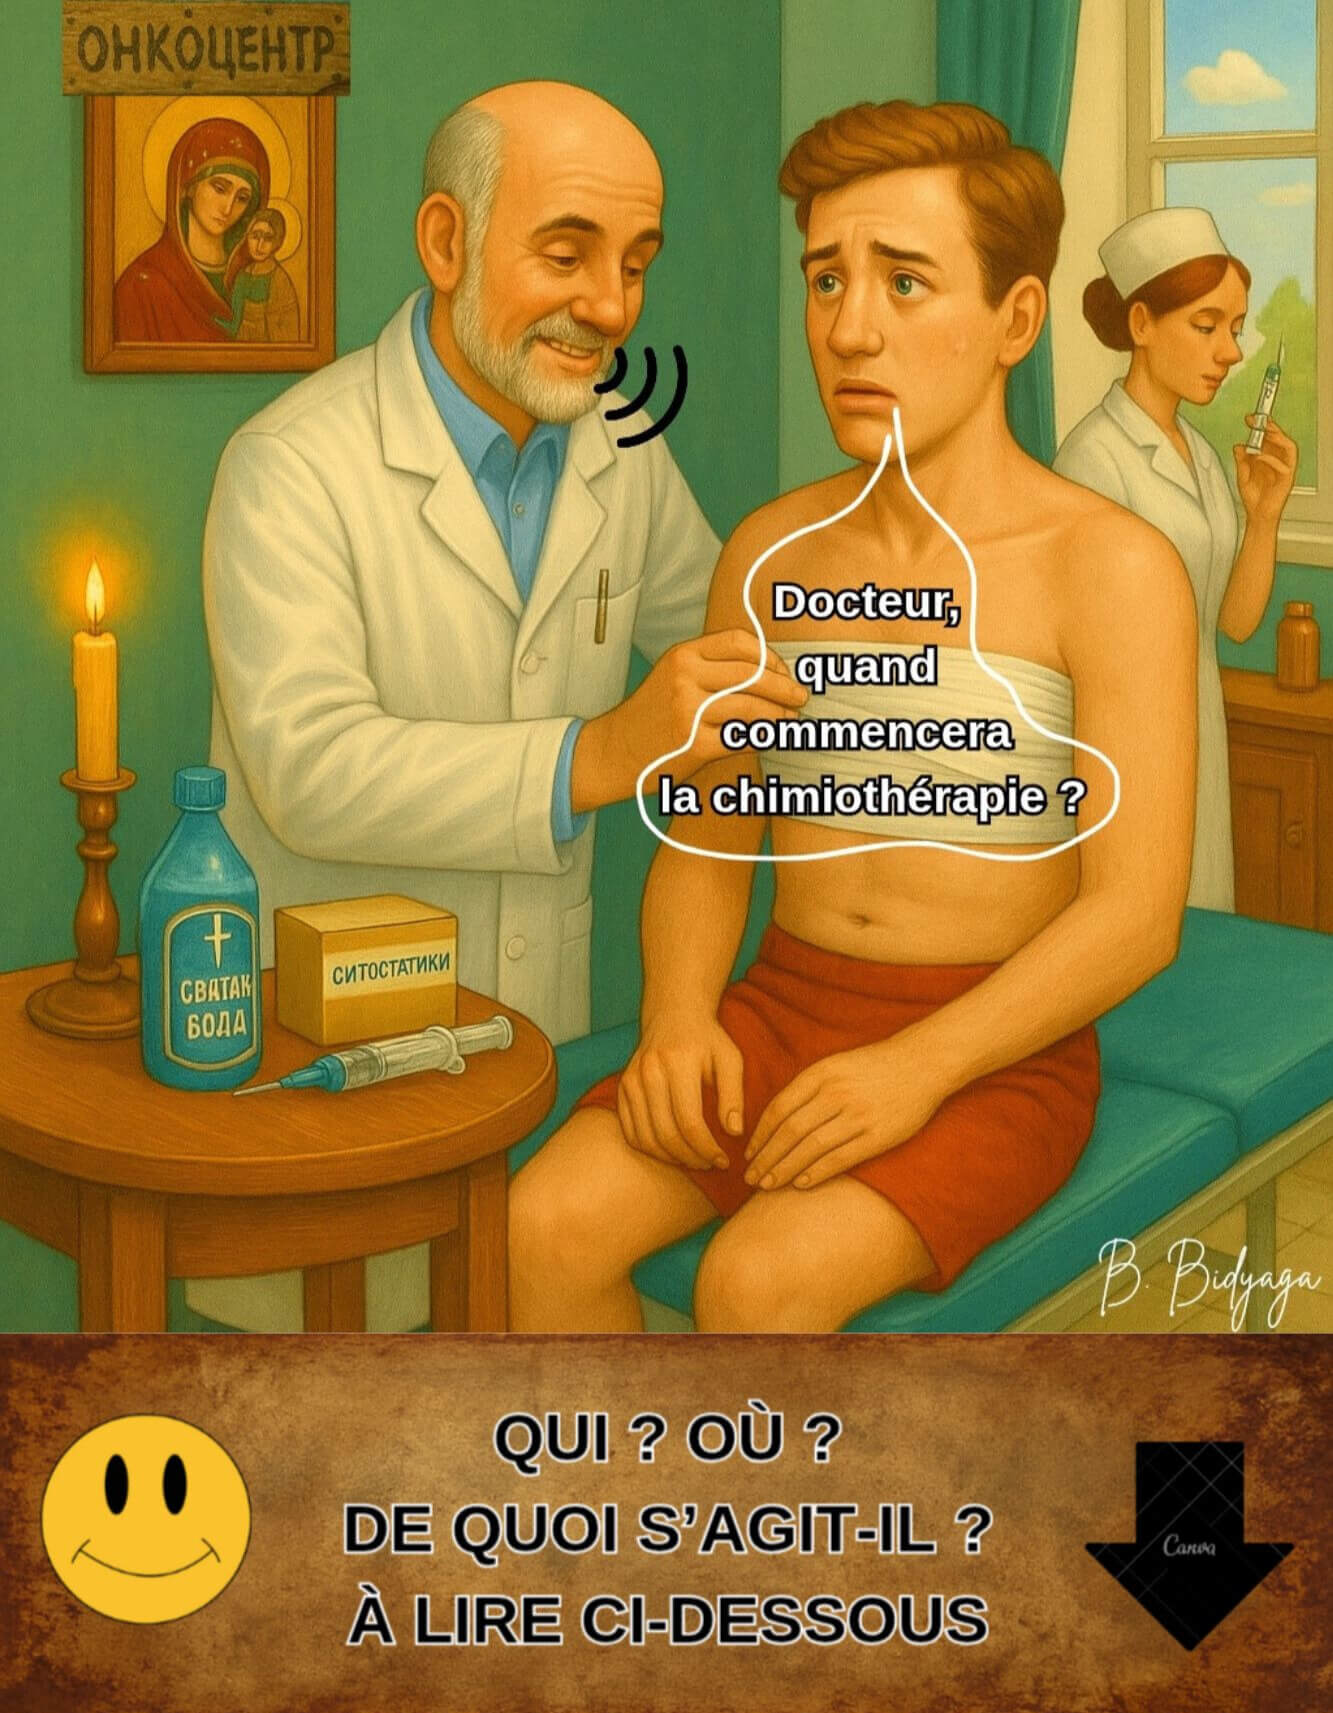 ОНКОЦЕНТР
Docteur,
quand
commencera
la chimiothérapie ?
СВАТАК
ВОДА
СИТОСТАТИКИ
B. Bidyaga
QUI ? OÙ ?
DE QUOI S’AGIT-IL ?
À LIRE CI-DESSOUS
Canva